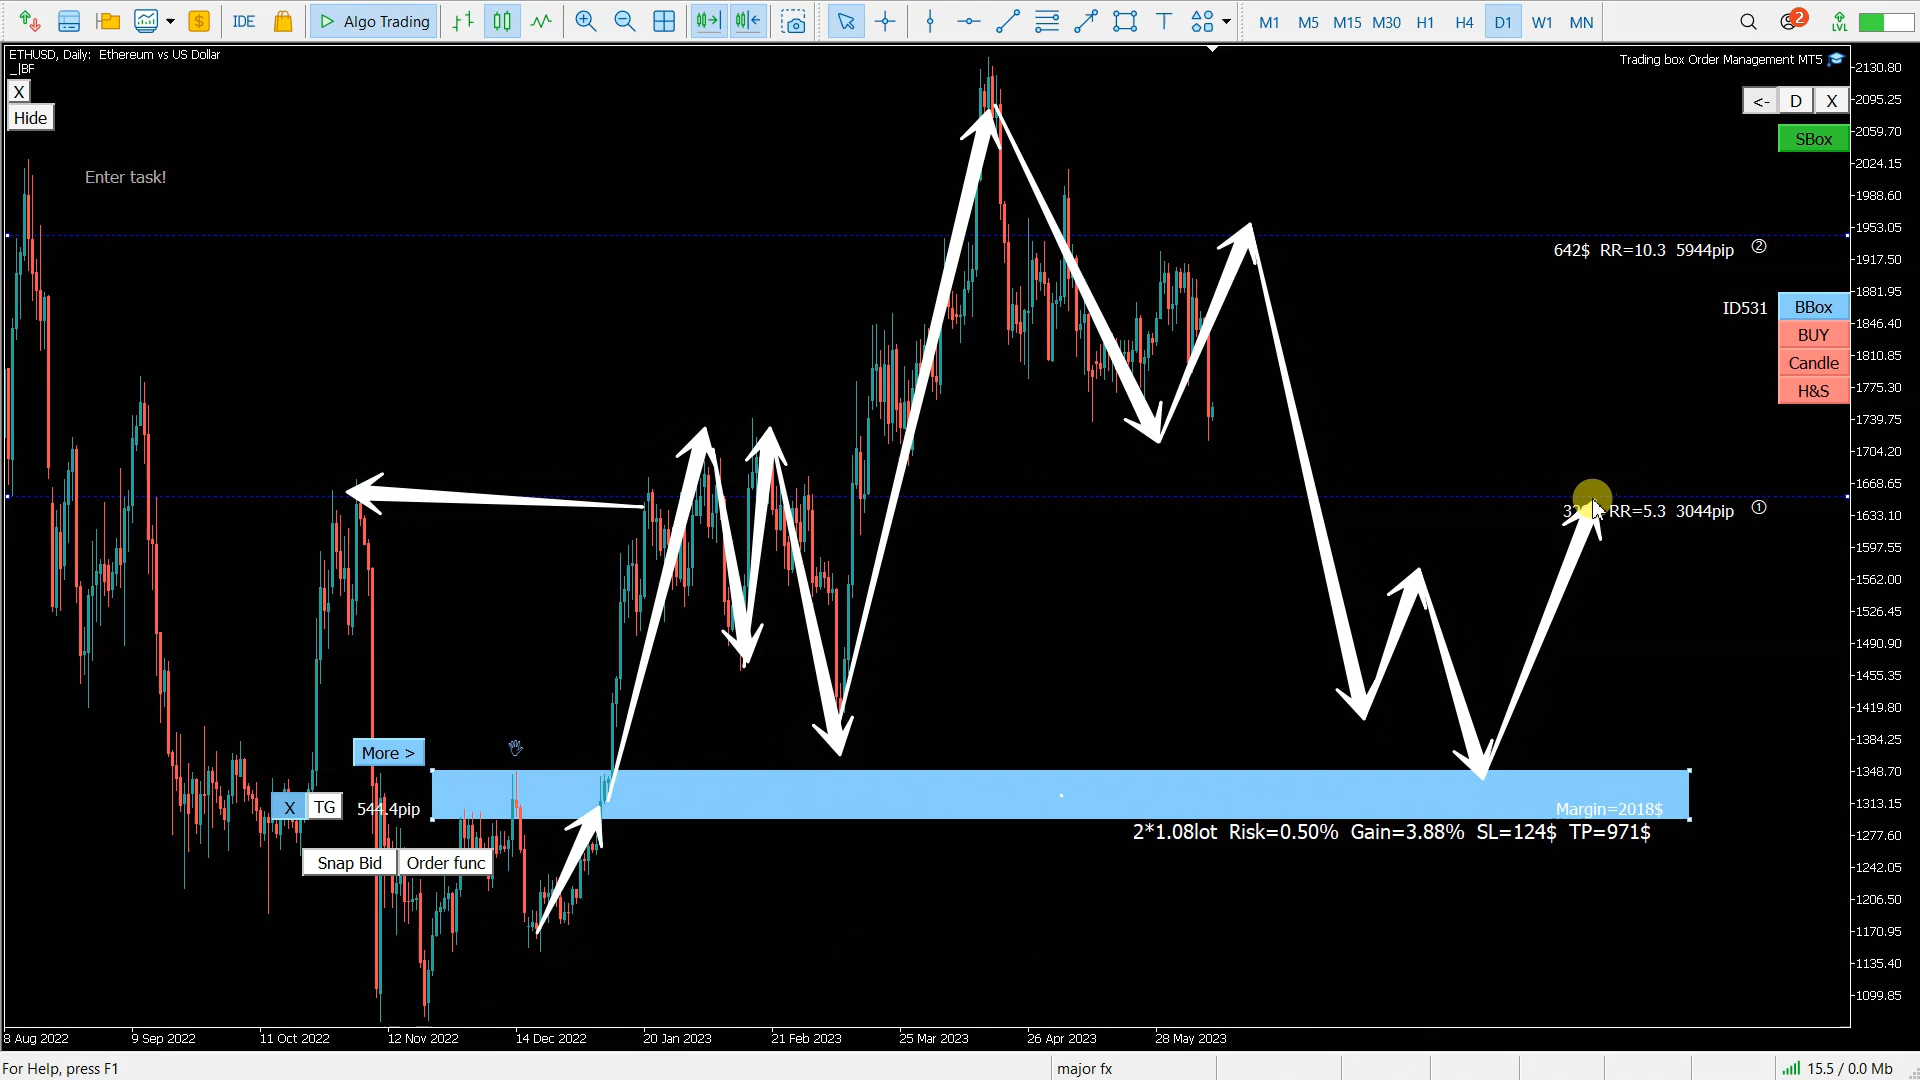 IDE
Algo Trading
M1 M5 M15 M30 H1 H4 D1 W1 MN
2
LVL
ETHUSD, Daily: Ethereum vs US Dollar
_|BF
Trading box Order Management MT5
X
Hide
<- D X
SBox
Enter task!
642$ RR=10.3 5944pip ②
ID531
BBox
BUY
Candle
H&S
RR=5.3 3044pip ①
More >
X TG 544.4pip
Margin=2018$
2*1.08lot Risk=0.50% Gain=3.88% SL=124$ TP=971$
Snap Bid Order func
2130.80
2095.25
2059.70
2024.15
1988.60
1953.05
1917.50
1881.95
1846.40
1810.85
1775.30
1739.75
1704.20
1668.65
1633.10
1597.55
1562.00
1526.45
1490.90
1455.35
1419.80
1384.25
1348.70
1313.15
1277.60
1242.05
1206.50
1170.95
1135.40
1099.85
8 Aug 2022 9 Sep 2022 11 Oct 2022 12 Nov 2022 14 Dec 2022 20 Jan 2023 21 Feb 2023 25 Mar 2023 26 Apr 2023 28 May 2023
For Help, press F1
major fx
15.5 / 0.0 Mb